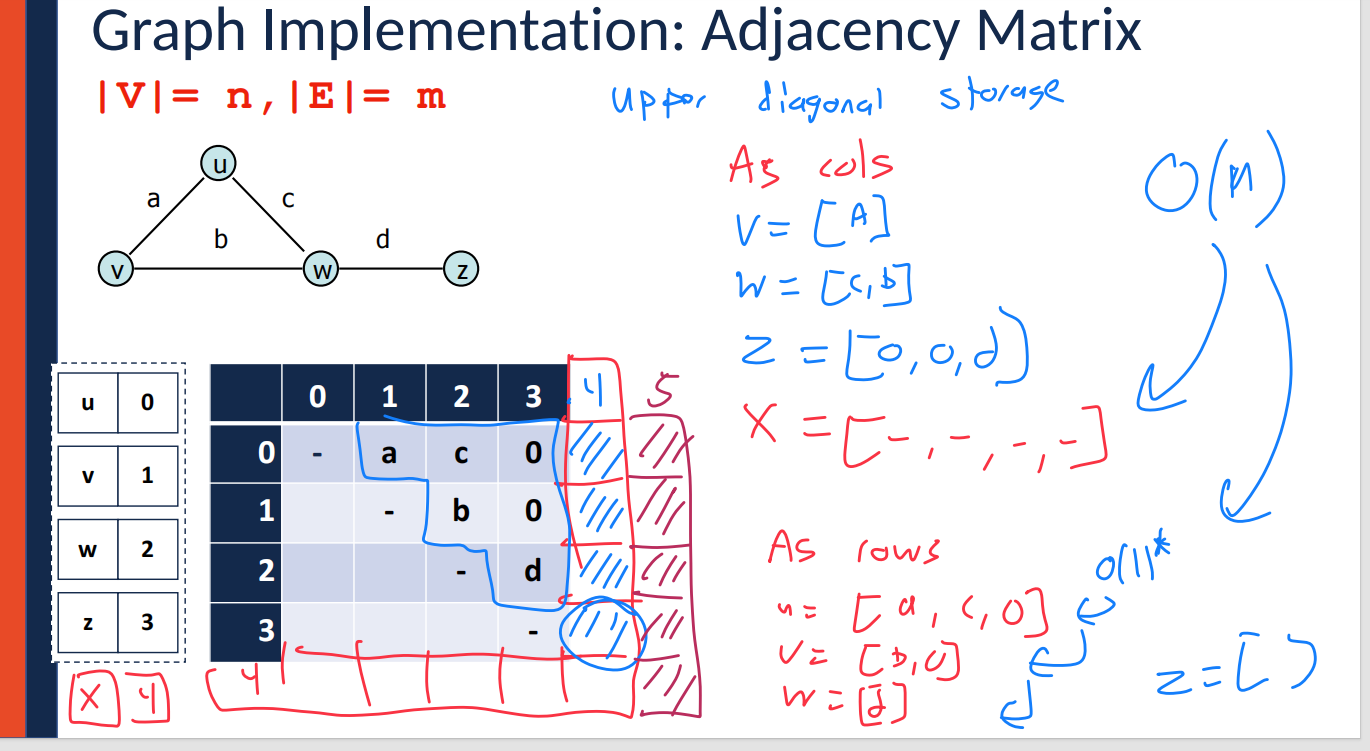 Graph Implementation: Adjacency Matrix
|V|= n,|E|= m
Upper diagonal storage
u
a c
b d
v w z
As cols
V = [A]
W = [C,b]
Z = [0,0,d]
X = [-, -, -, -]
O(n)
u 0
v 1
w 2
z 3
X 4
0 1 2 3 4 5
0 - a c 0
1 - b 0
2 - d
3 -
4
As rows
u = [a, c, 0]
V = [b, 0]
W = [d]
Z = [ ]
O(1)*